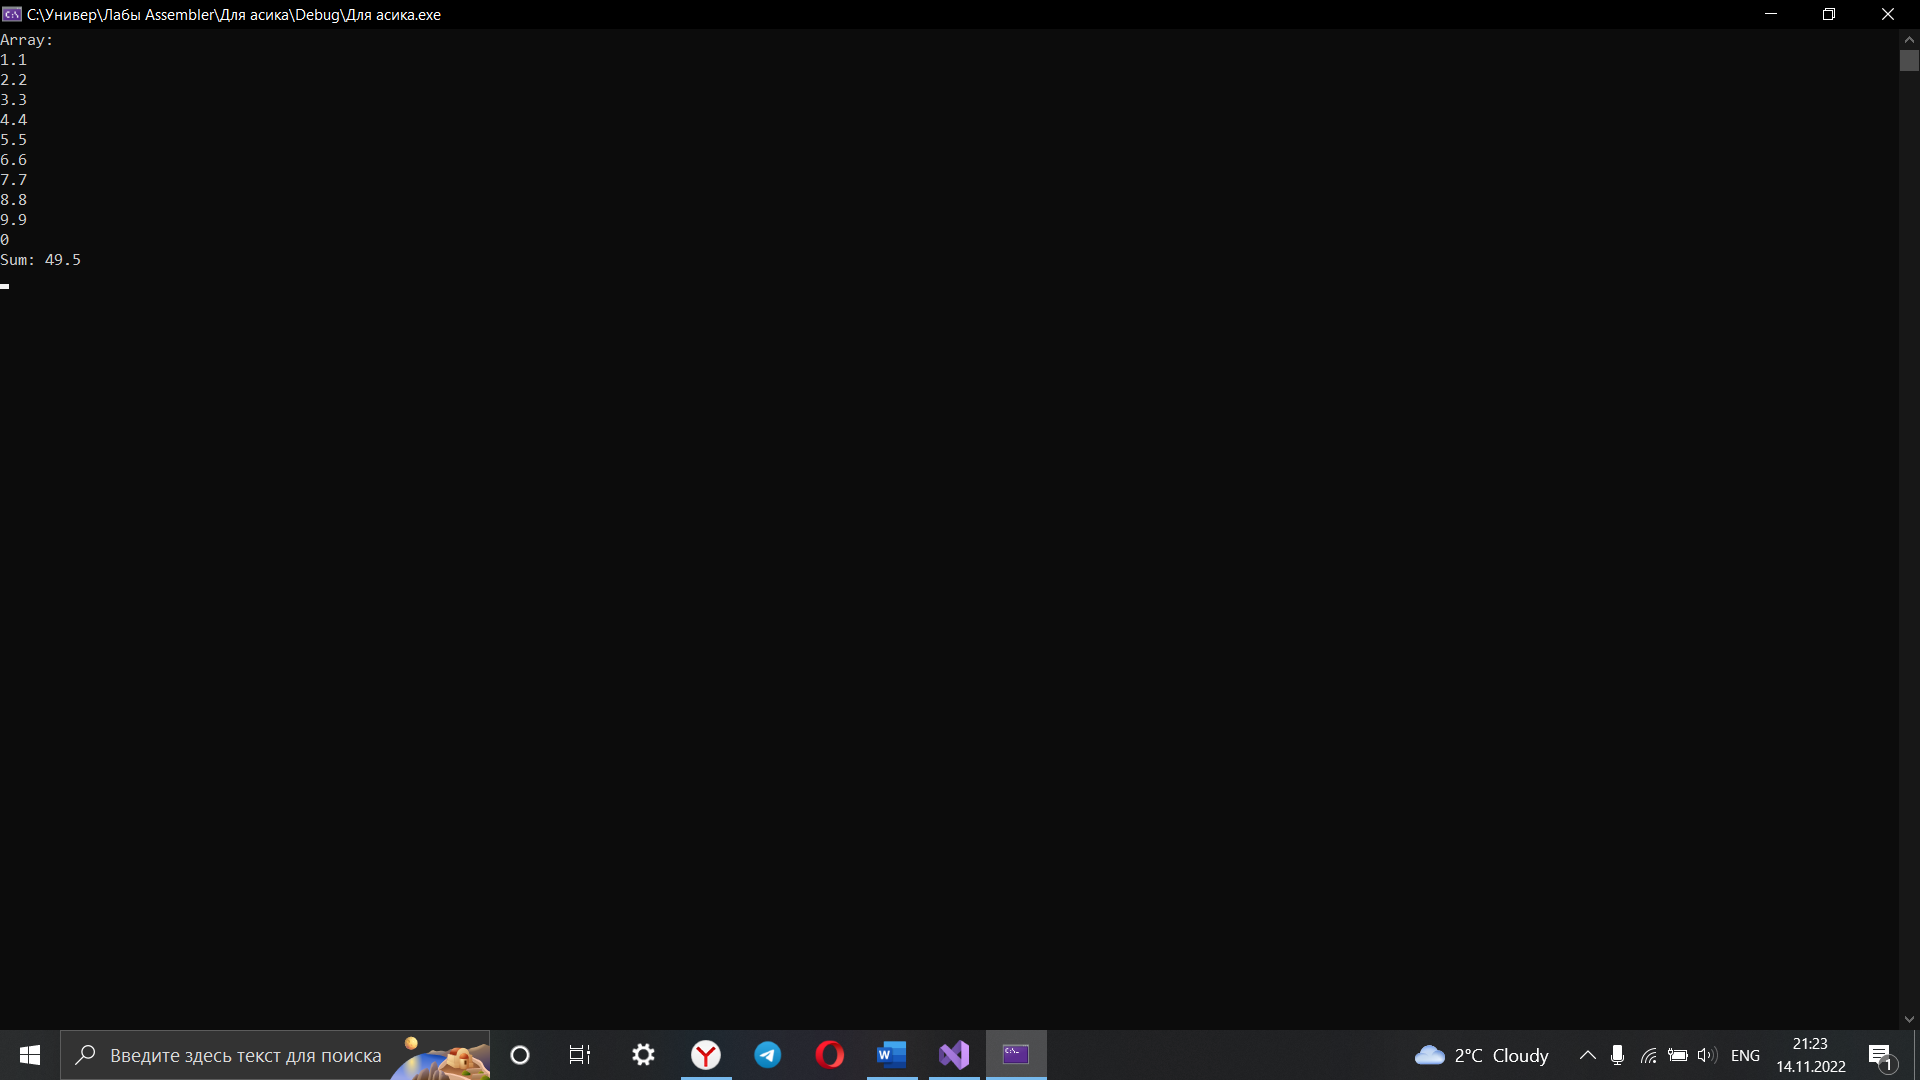 C:\Универ\Лабы Assembler\Для асика\Debug\Для асика.exe
Array:
1.1
2.2
3.3
4.4
5.5
6.6
7.7
8.8
9.9
0
Sum: 49.5
Введите здесь текст для поиска
2°C Cloudy
ENG
21:23
14.11.2022
1